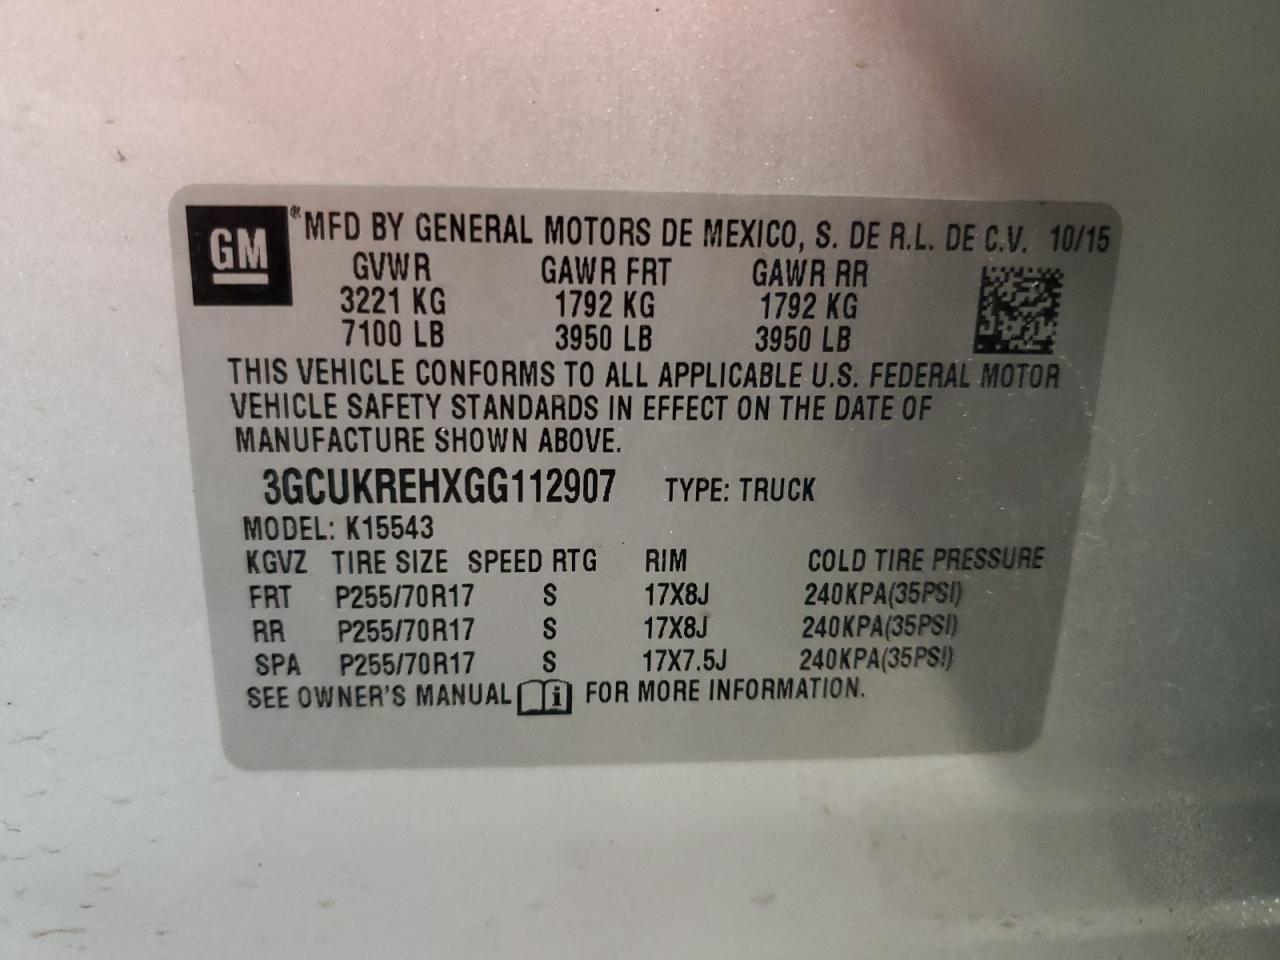 GM ® MFD BY GENERAL MOTORS DE MEXICO, S. DE R.L. DE C.V. 10/15
GVWR GAWR FRT GAWR RR
3221 KG 1792 KG 1792 KG
7100 LB 3950 LB 3950 LB
THIS VEHICLE CONFORMS TO ALL APPLICABLE U.S. FEDERAL MOTOR
VEHICLE SAFETY STANDARDS IN EFFECT ON THE DATE OF
MANUFACTURE SHOWN ABOVE.
3GCUKREHXGG112907 TYPE: TRUCK
MODEL: K15543
KGVZ TIRE SIZE SPEED RTG RIM COLD TIRE PRESSURE
FRT P255/70R17 S 17X8J 240KPA(35PSI)
RR P255/70R17 S 17X8J 240KPA(35PSI)
SPA P255/70R17 S 17X7.5J 240KPA(35PSI)
SEE OWNER'S MANUAL i FOR MORE INFORMATION.